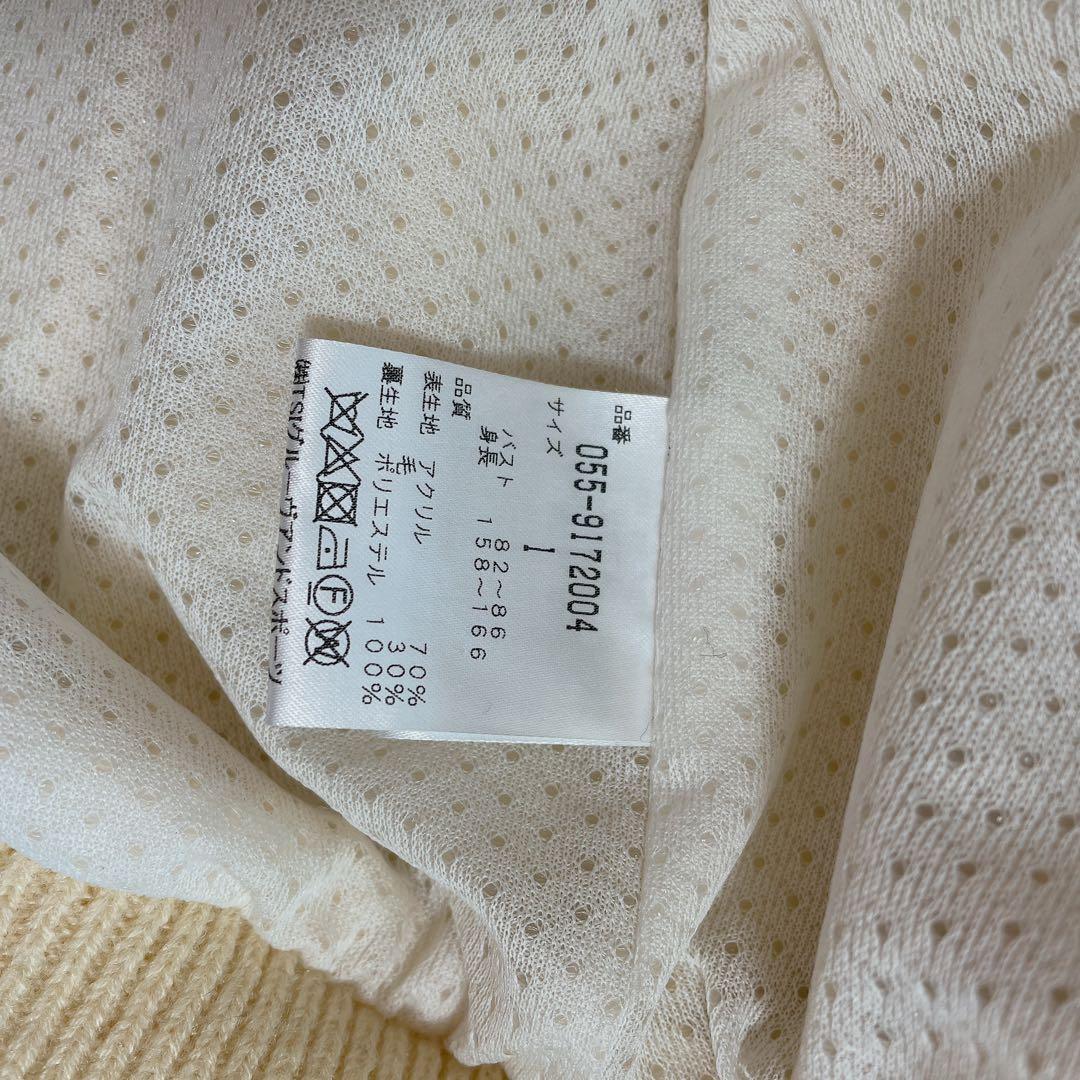 品番
055-9172004
サイズ 1
バスト 82〜86
身長 158〜166
品質
表生地 アクリル 70%
毛 30%
裏生地 ポリエステル 100%
F
㈱TSIグルーヴアンドスポーツ